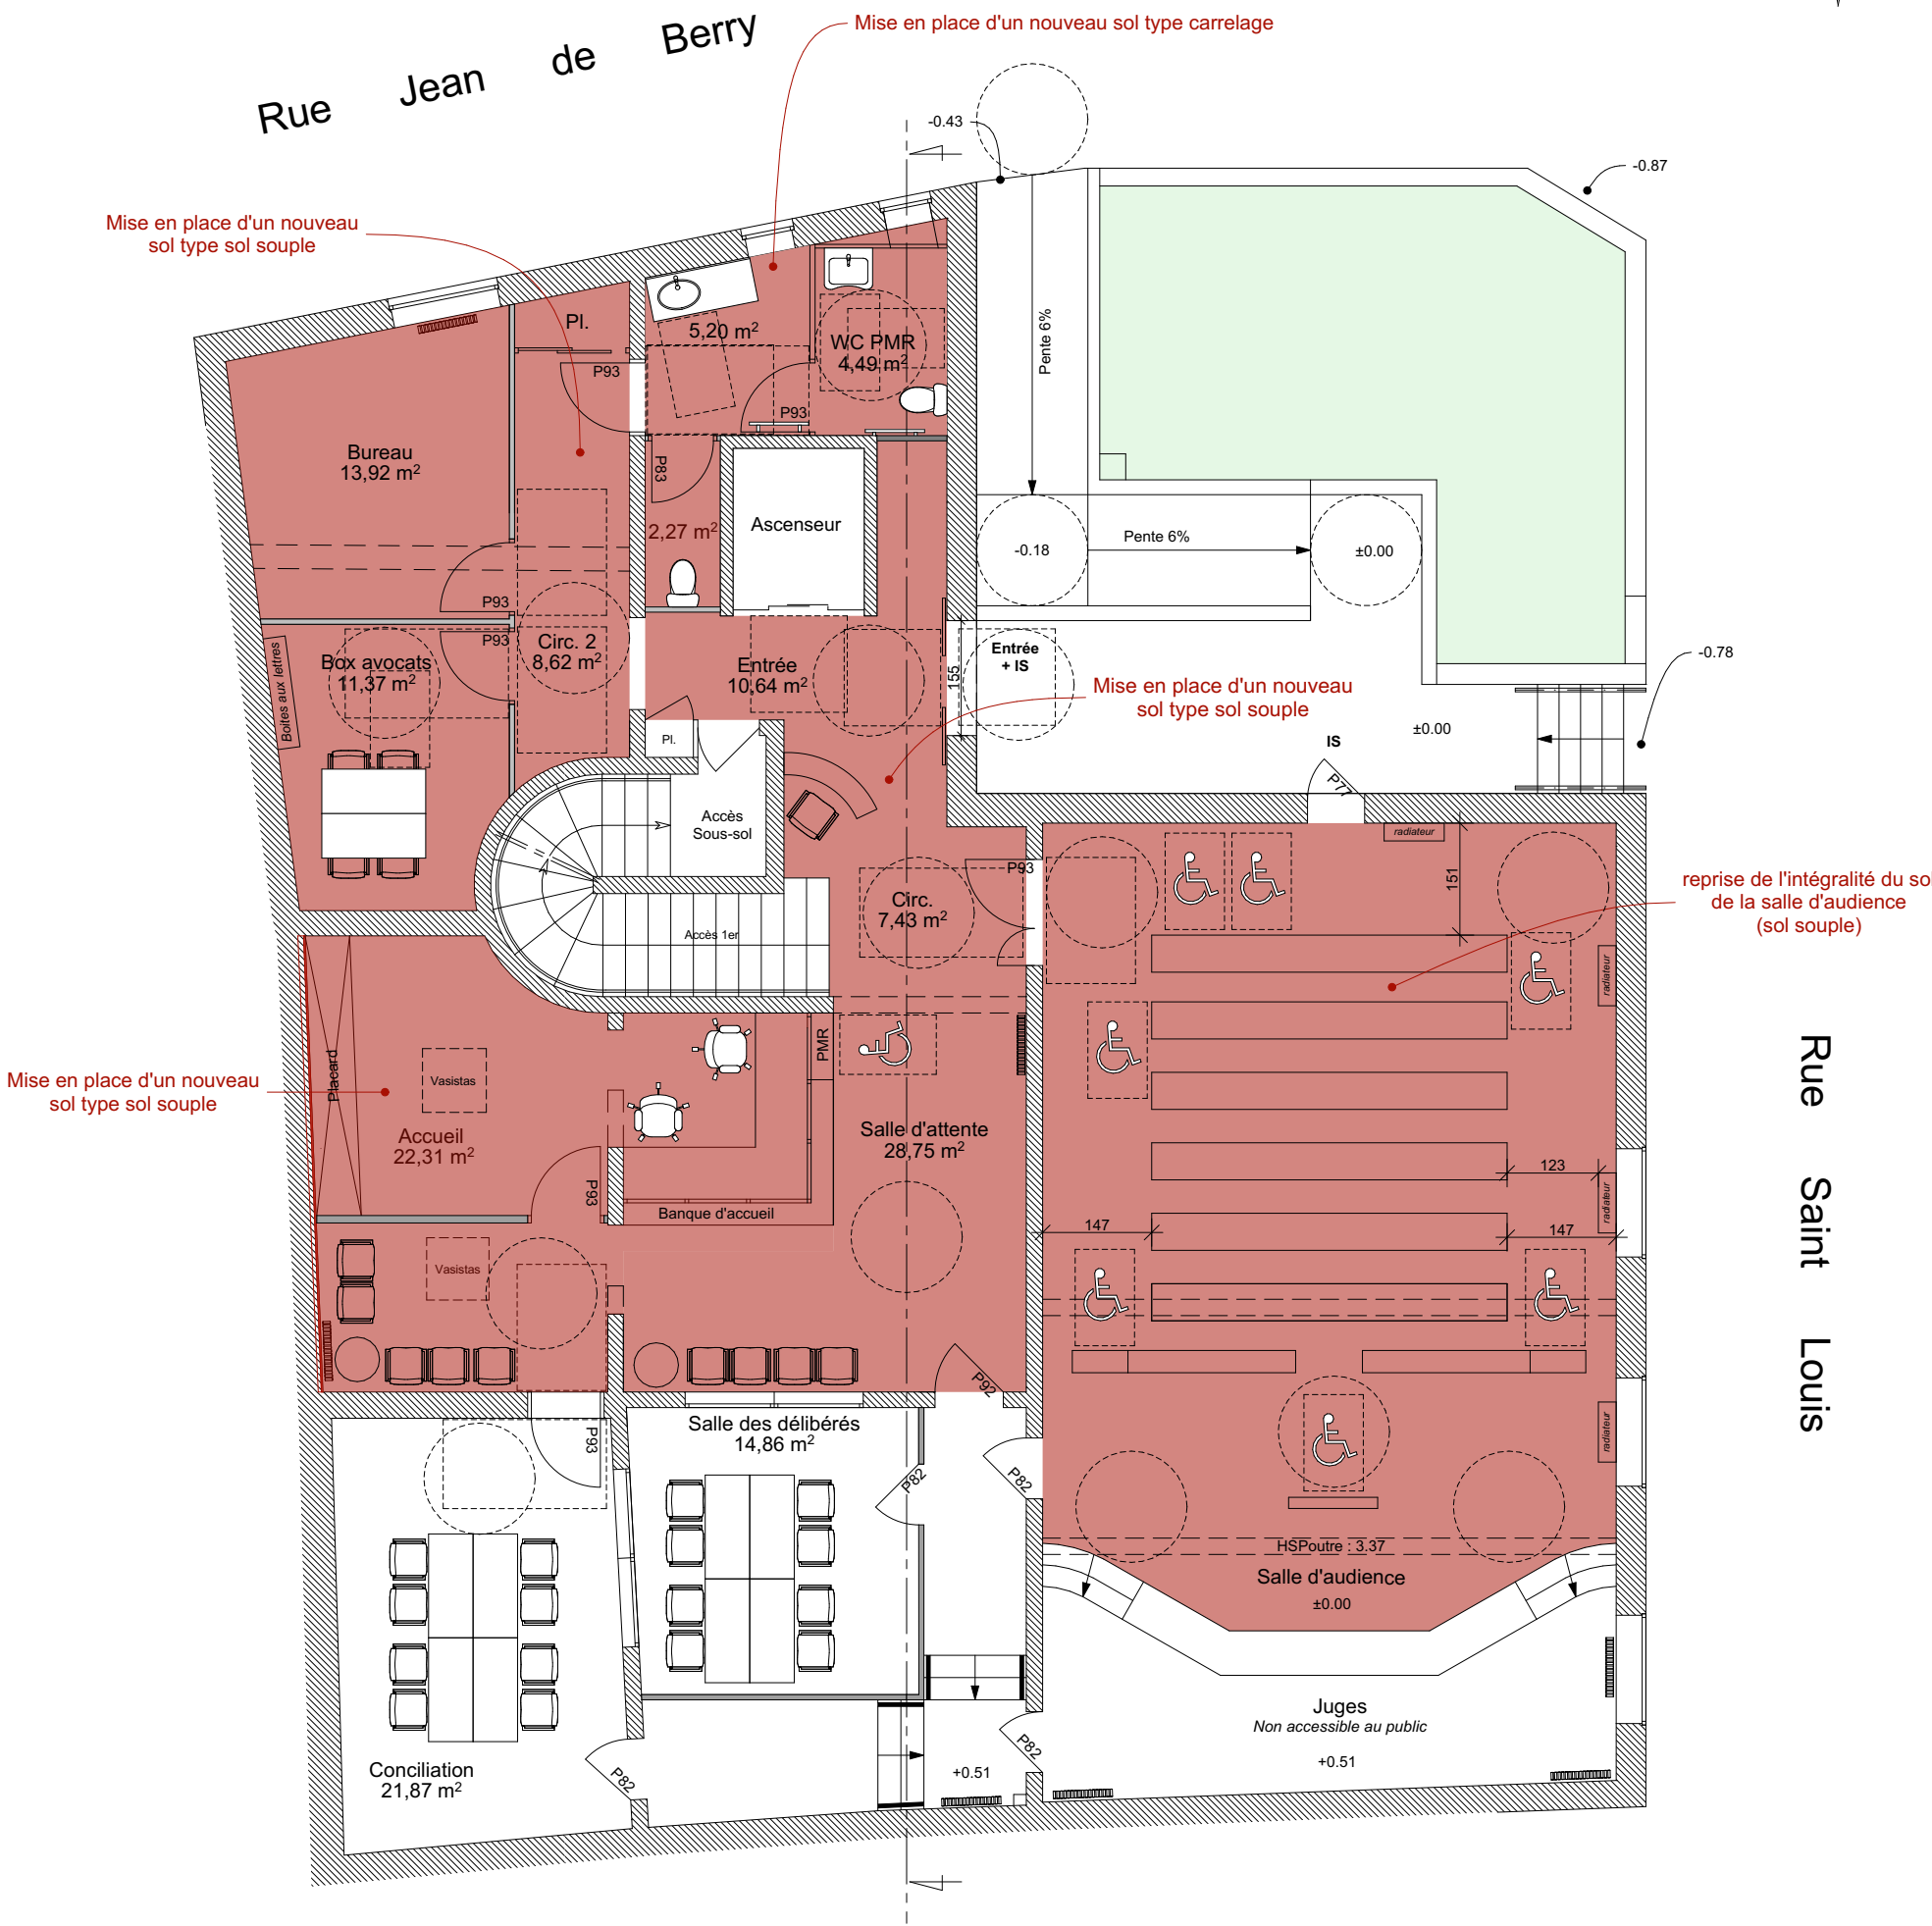 Rue Jean de Berry
Mise en place d'un nouveau sol type carrelage
-0.43
-0.87
Mise en place d'un nouveau
sol type sol souple
Pl.
P93
5,20 m²
WC PMR
4,49 m²
P93
Pente 6%
Bureau
13,92 m²
P83
2,27 m²
Ascenseur
-0.18
Pente 6%
±0.00
P93
P93
Boites aux lettres
Box avocats
11,37 m²
Circ. 2
8,62 m²
Entrée
10,64 m²
155
Entrée
+ IS
-0.78
Mise en place d'un nouveau
sol type sol souple
±0.00
IS
P77
Pl.
Accès
Sous-sol
radiateur
151
P93
reprise de l'intégralité du sol
de la salle d'audience
(sol souple)
Circ.
7,43 m²
Accès 1er
radiateur
PMR
Placard
Vasistas
Mise en place d'un nouveau
sol type sol souple
Accueil
22,31 m²
Salle d'attente
28,75 m²
Rue Saint Louis
P93
123
radiateur
Banque d'accueil
147
147
Vasistas
P92
Salle des délibérés
14,86 m²
P93
P82
P82
radiateur
HSPoutre : 3.37
Salle d'audience
±0.00
Juges
Non accessible au public
+0.51
P82
+0.51
Conciliation
21,87 m²
P82